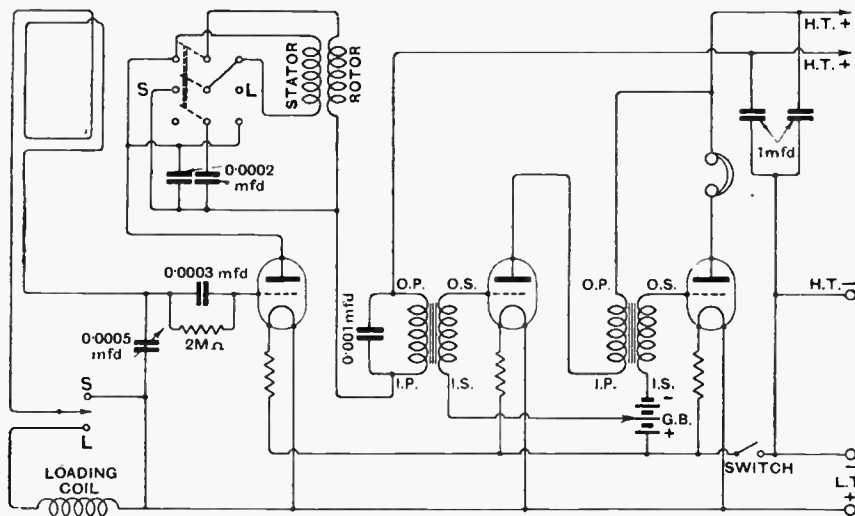 H.T. +
H.T. +
STATOR
ROTOR
S
L
0·0002
mfd
1mfd
0·0003 mfd
O.P.
O.S.
O.P.
O.S.
H.T. −
0·0005
mfd
2MΩ
0·001mfd
I.P.
I.S.
I.P.
I.S.
−
G.B.
+
S
L
SWITCH
−
L.T.
+
LOADING
COIL